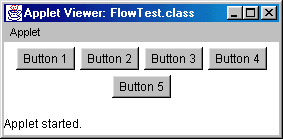 Applet Viewer: FlowTest.class
Applet
Button 1 Button 2 Button 3 Button 4
Button 5
Applet started.